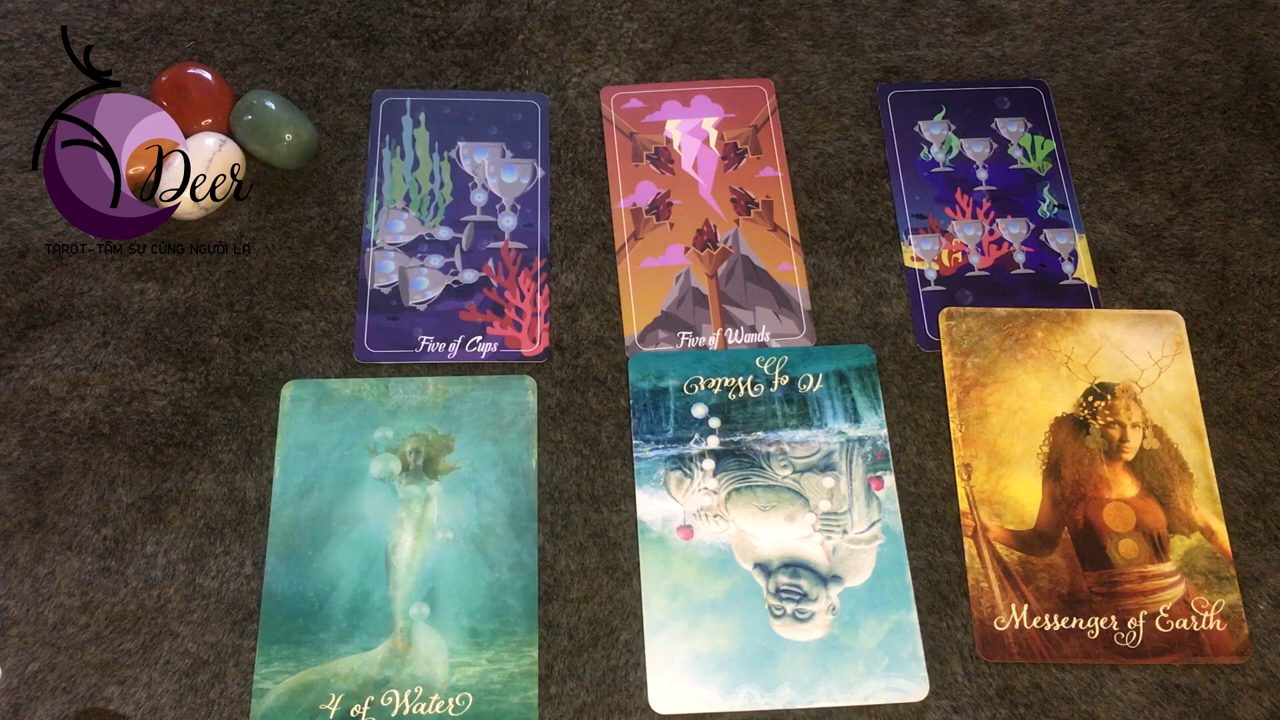 Deer
TAROT-TÂM SỰ CÙNG NGƯỜI LẠ
Five of Cups
Five of Wands
4 of Water
10 of Water
Messenger of Earth